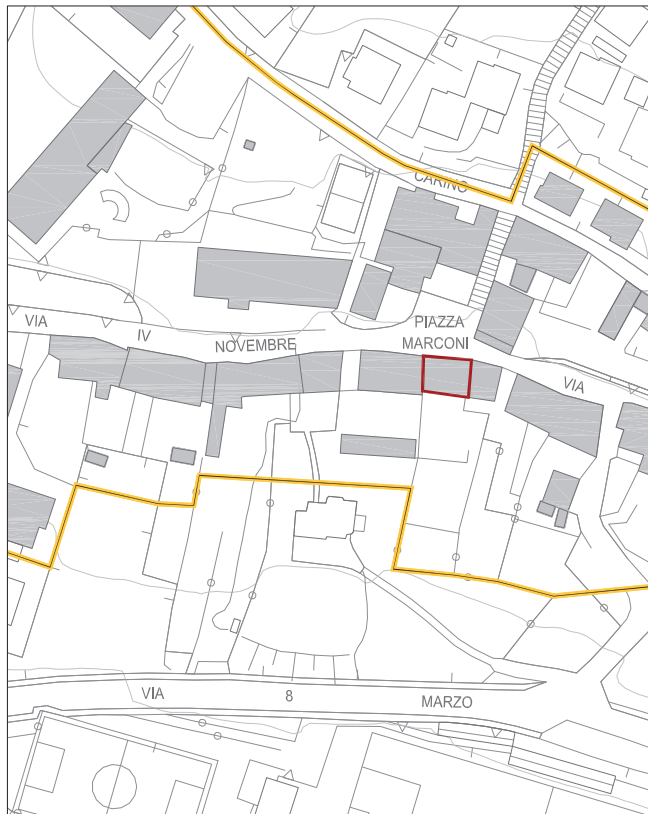 CARINO
PIAZZA
MARCONI
VIA IV NOVEMBRE
VIA
VIA 8 MARZO